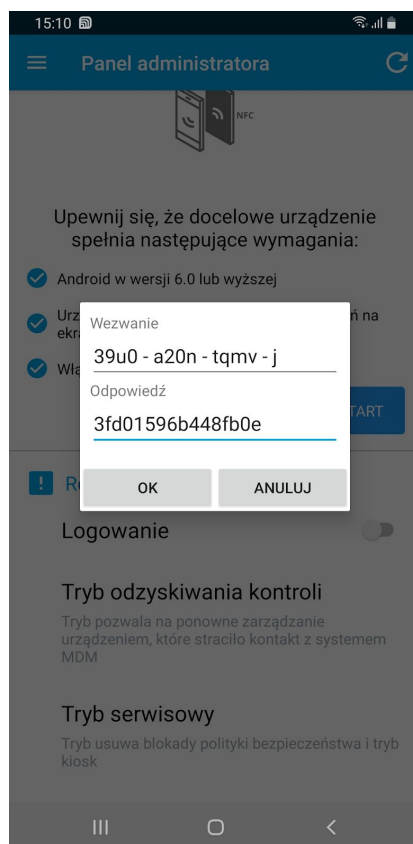 15:10
Panel administratora
NFC
Upewnij się, że docelowe urządzenie
spełnia następujące wymagania:
Android w wersji 6.0 lub wyższej
ń na
Wezwanie
39u0 - a20n - tqmv - j
Odpowiedź
3fd01596b448fb0e
OK
ANULUJ
Logowanie
Tryb odzyskiwania kontroli
Tryb pozwala na ponowne zarządzanie
urządzeniem, które straciło kontakt z systemem
MDM
Tryb serwisowy
Tryb usuwa blokady polityki bezpieczeństwa i tryb
kiosk